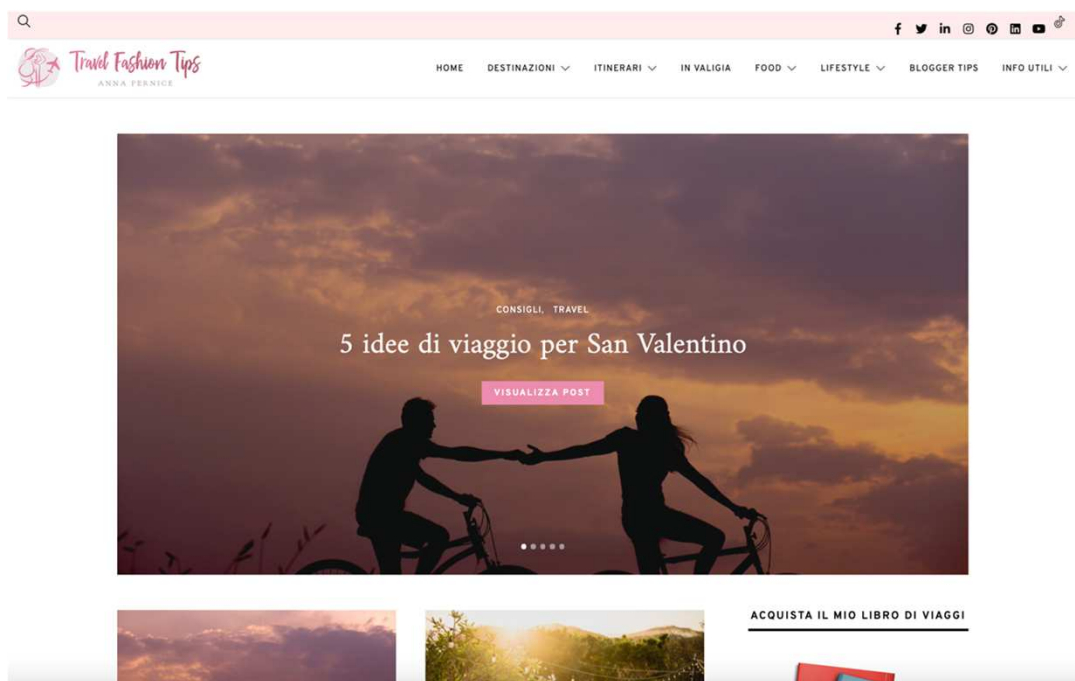 Travel Fashion Tips
ANNA PERNICE
HOME DESTINAZIONI ITINERARI IN VALIGIA FOOD LIFESTYLE BLOGGER TIPS INFO UTILI
CONSIGLI, TRAVEL
5 idee di viaggio per San Valentino
VISUALIZZA POST
ACQUISTA IL MIO LIBRO DI VIAGGI